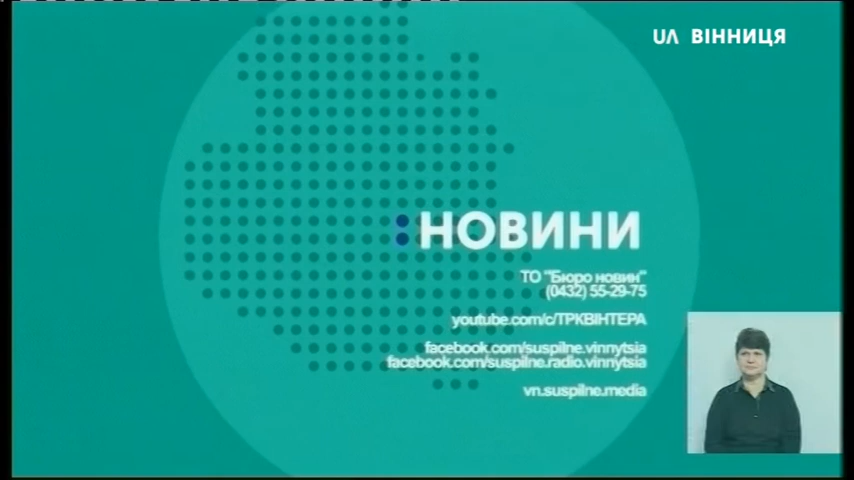 UA ВІННИЦЯ
:НОВИНИ
ТО "Бюро новин"
(0432) 55-29-75
youtube.com/c/ТРКВІНТЕРА
facebook.com/suspilne.vinnytsia
facebook.com/suspilne.radio.vinnytsia
vn.suspilne.media